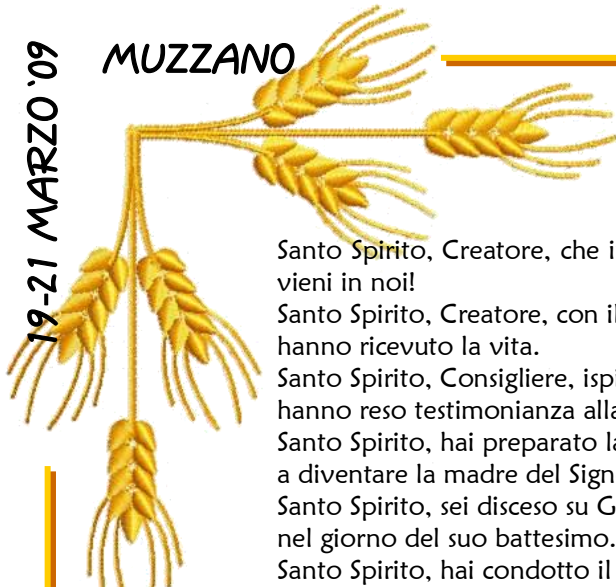 MUZZANO
19-21 MARZO '09
Santo Spirito, Creatore, che i
vieni in noi!
Santo Spirito, Creatore, con il
hanno ricevuto la vita.
Santo Spirito, Consigliere, isp
hanno reso testimonianza alla
Santo Spirito, hai preparato la
a diventare la madre del Sign
Santo Spirito, sei disceso su G
nel giorno del suo battesimo.
Santo Spirito, hai condotto il